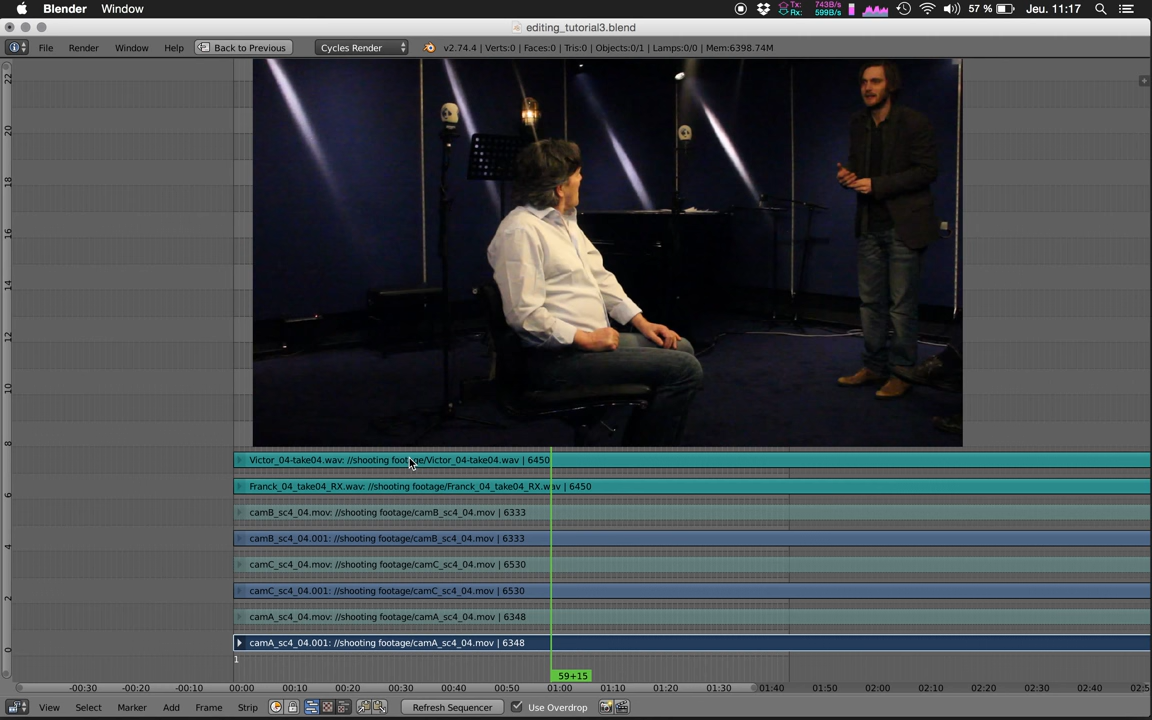 Blender Window Tx: 743B/s Rx: 599B/s 57 % Jeu. 11:17
editing_tutorial3.blend
File Render Window Help Back to Previous Cycles Render v2.74.4 | Verts:0 | Faces:0 | Tris:0 | Objects:0/1 | Lamps:0/0 | Mem:6398.74M
22
20
18
16
14
12
10
8
Victor_04-take04.wav: //shooting footage/Victor_04-take04.wav | 6450
Franck_04_take04_RX.wav: //shooting footage/Franck_04_take04_RX.wav | 6450
6
camB_sc4_04.mov: //shooting footage/camB_sc4_04.mov | 6333
camB_sc4_04.001: //shooting footage/camB_sc4_04.mov | 6333
4
camC_sc4_04.mov: //shooting footage/camC_sc4_04.mov | 6530
camC_sc4_04.001: //shooting footage/camC_sc4_04.mov | 6530
2
camA_sc4_04.mov: //shooting footage/camA_sc4_04.mov | 6348
camA_sc4_04.001: //shooting footage/camA_sc4_04.mov | 6348
0
1
59+15
-00:30 -00:20 -00:10 00:00 00:10 00:20 00:30 00:40 00:50 01:00 01:10 01:20 01:30 01:40 01:50 02:00 02:10 02:20 02:30 02:40
View Select Marker Add Frame Strip Refresh Sequencer Use Overdrop